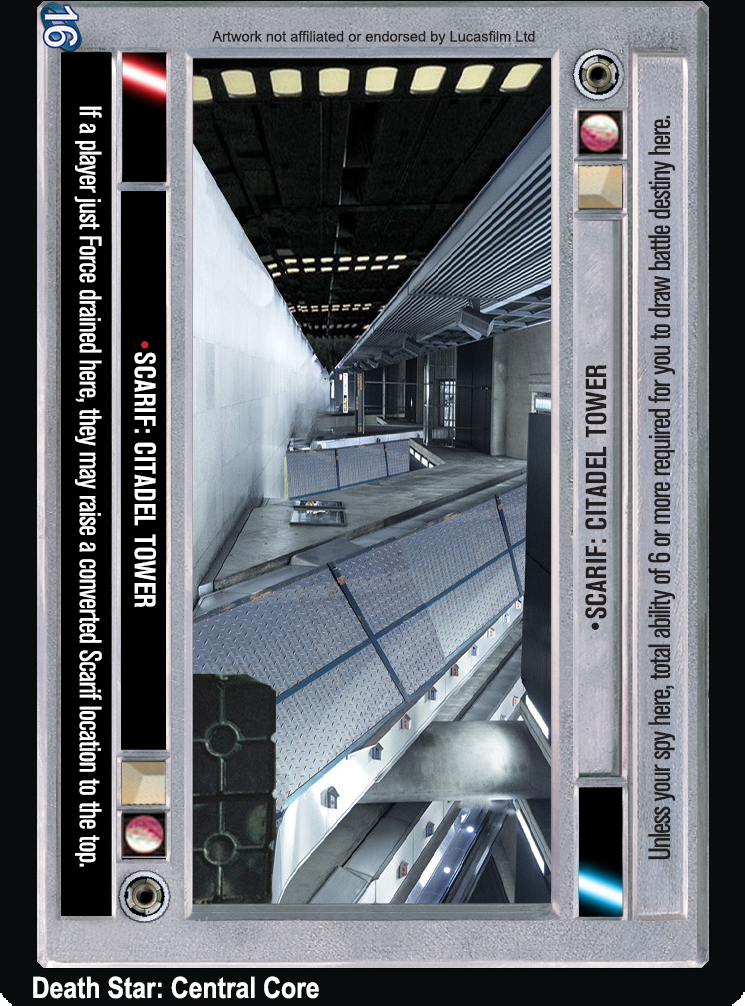 16
Artwork not affiliated or endorsed by Lucasfilm Ltd
If a player just Force drained here, they may raise a converted Scarif location to the top.
•SCARIF: CITADEL TOWER
•SCARIF: CITADEL TOWER
Unless your spy here, total ability of 6 or more required for you to draw battle destiny here.
Death Star: Central Core